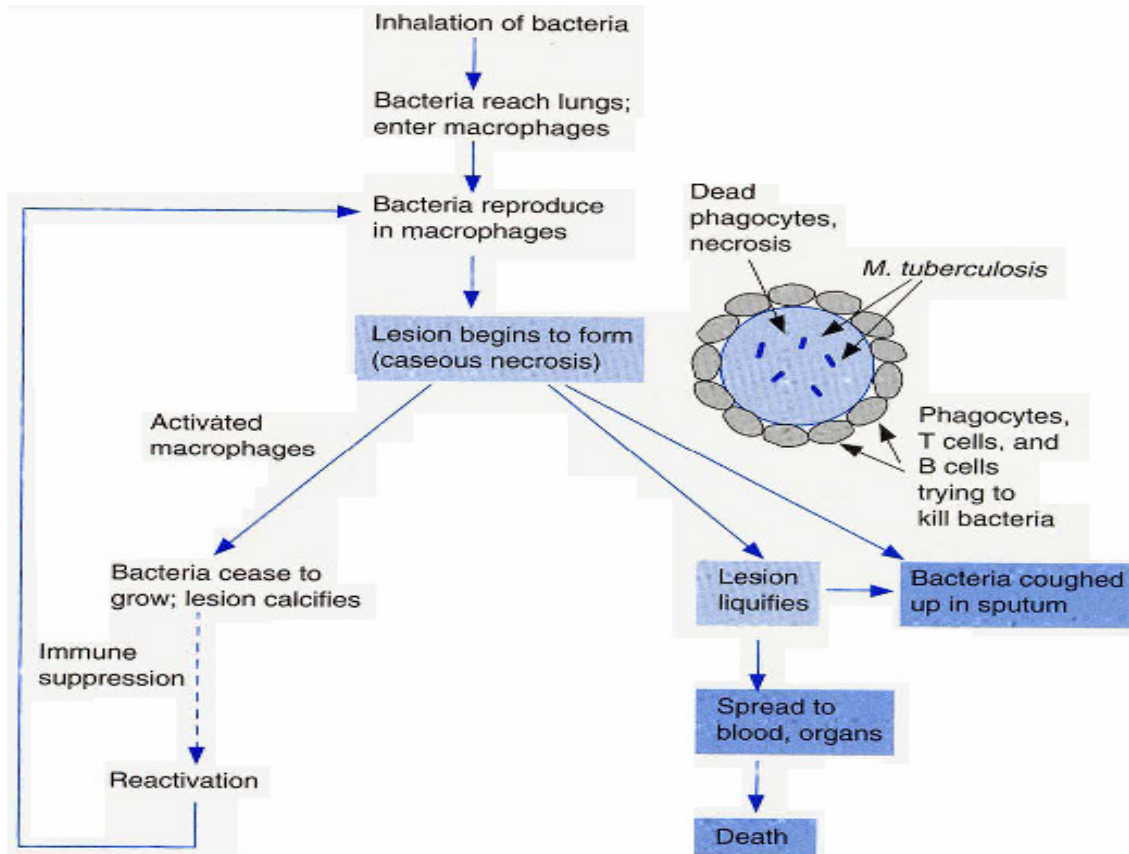 Inhalation of bacteria
Bacteria reach lungs;
enter macrophages
Bacteria reproduce
in macrophages
Lesion begins to form
(caseous necrosis)
Dead
phagocytes,
necrosis
M. tuberculosis
Phagocytes,
T cells, and
B cells
trying to
kill bacteria
Activated
macrophages
Bacteria cease to
grow; lesion calcifies
Immune
suppression
Reactivation
Lesion
liquifies
Bacteria coughed
up in sputum
Spread to
blood, organs
Death